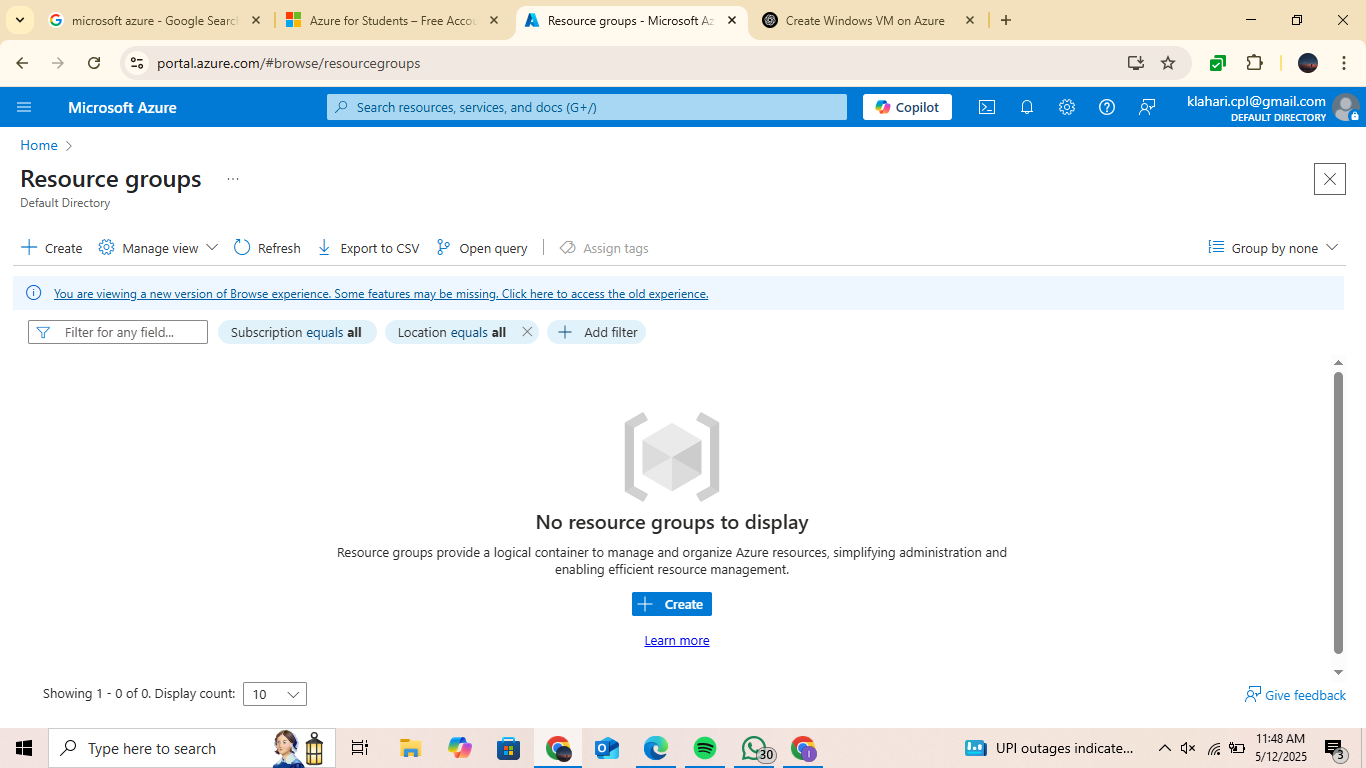 microsoft azure - Google Search
Azure for Students – Free Accou
Resource groups - Microsoft Az
Create Windows VM on Azure
portal.azure.com/#browse/resourcegroups
Microsoft Azure
Search resources, services, and docs (G+/)
Copilot
klahari.cpl@gmail.com
DEFAULT DIRECTORY
Home
Resource groups
...
Default Directory
Create
Manage view
Refresh
Export to CSV
Open query
Assign tags
Group by none
You are viewing a new version of Browse experience. Some features may be missing. Click here to access the old experience.
Filter for any field...
Subscription equals all
Location equals all
Add filter
No resource groups to display
Resource groups provide a logical container to manage and organize Azure resources, simplifying administration and
enabling efficient resource management.
Create
Learn more
Showing 1 - 0 of 0. Display count:
10
Give feedback
Type here to search
30
UPI outages indicate...
11:48 AM
5/12/2025
3